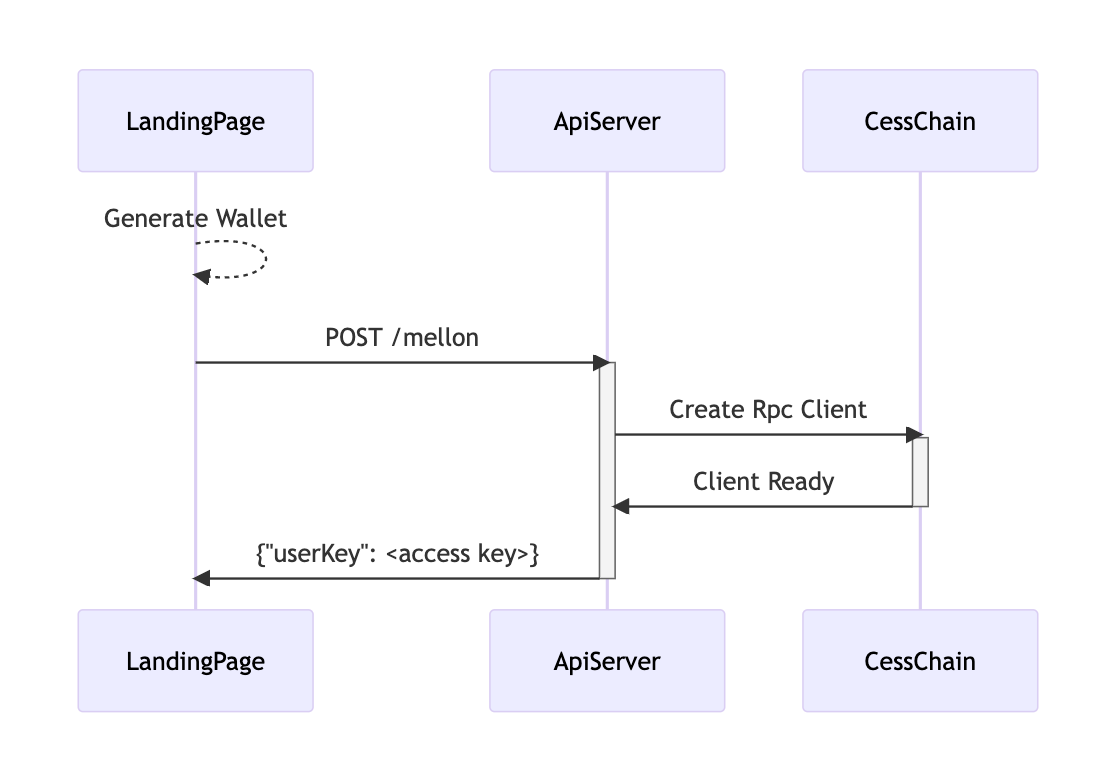 LandingPage
ApiServer
CessChain
Generate Wallet
POST /mellon
Create Rpc Client
Client Ready
{"userKey": <access key>}
LandingPage
ApiServer
CessChain